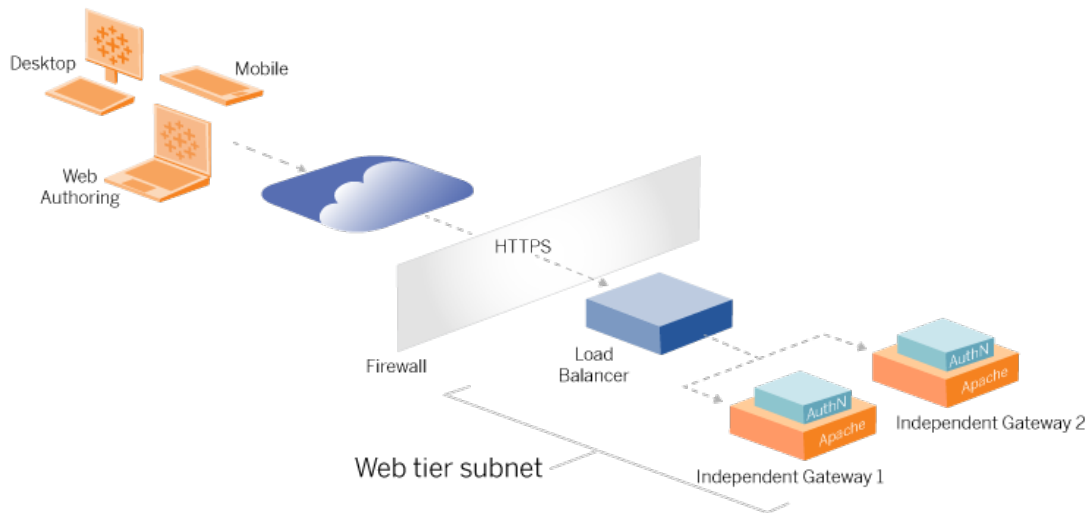 Desktop
Mobile
Web
Authoring
HTTPS
Firewall
Load
Balancer
AuthN
Apache
Independent Gateway 2
AuthN
Apache
Independent Gateway 1
Web tier subnet